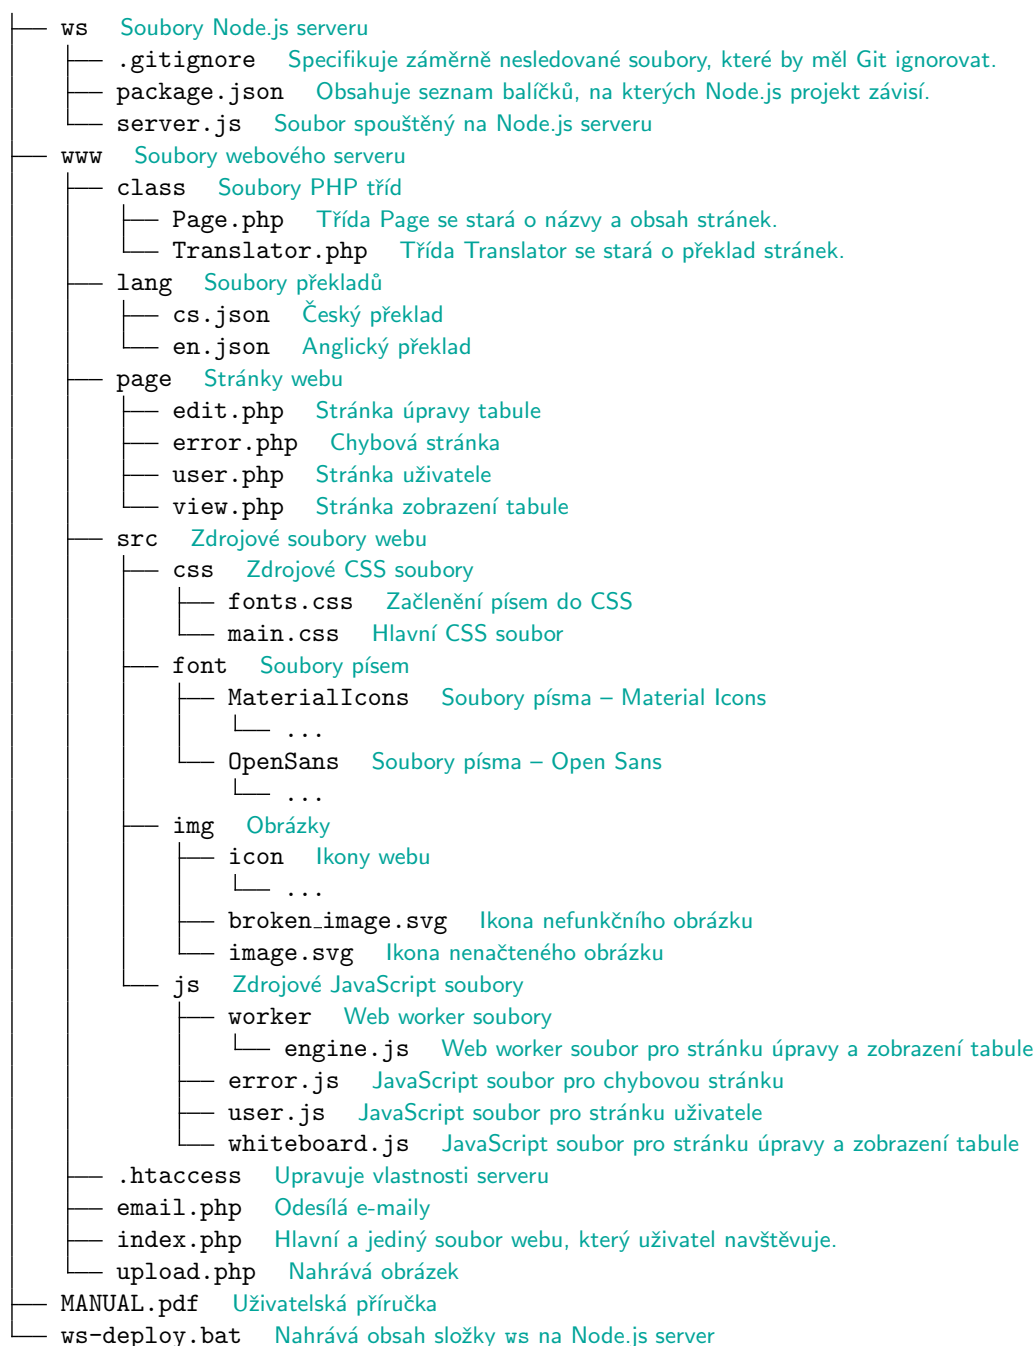 ws Soubory Node.js serveru
.gitignore Specifikuje záměrně nesledované soubory, které by měl Git ignorovat.
package.json Obsahuje seznam balíčků, na kterých Node.js projekt závisí.
server.js Soubor spouštěný na Node.js serveru
www Soubory webového serveru
class Soubory PHP tříd
Page.php Třída Page se stará o názvy a obsah stránek.
Translator.php Třída Translator se stará o překlad stránek.
lang Soubory překladů
cs.json Český překlad
en.json Anglický překlad
page Stránky webu
edit.php Stránka úpravy tabule
error.php Chybová stránka
user.php Stránka uživatele
view.php Stránka zobrazení tabule
src Zdrojové soubory webu
css Zdrojové CSS soubory
fonts.css Začlenění písem do CSS
main.css Hlavní CSS soubor
font Soubory písem
MaterialIcons Soubory písma – Material Icons
...
OpenSans Soubory písma – Open Sans
...
img Obrázky
icon Ikony webu
...
broken_image.svg Ikona nefunkčního obrázku
image.svg Ikona nenačteného obrázku
js Zdrojové JavaScript soubory
worker Web worker soubory
engine.js Web worker soubor pro stránku úpravy a zobrazení tabule
error.js JavaScript soubor pro chybovou stránku
user.js JavaScript soubor pro stránku uživatele
whiteboard.js JavaScript soubor pro stránku úpravy a zobrazení tabule
.htaccess Upravuje vlastnosti serveru
email.php Odesílá e-maily
index.php Hlavní a jediný soubor webu, který uživatel navštěvuje.
upload.php Nahrává obrázek
MANUAL.pdf Uživatelská příručka
ws-deploy.bat Nahrává obsah složky ws na Node.js server